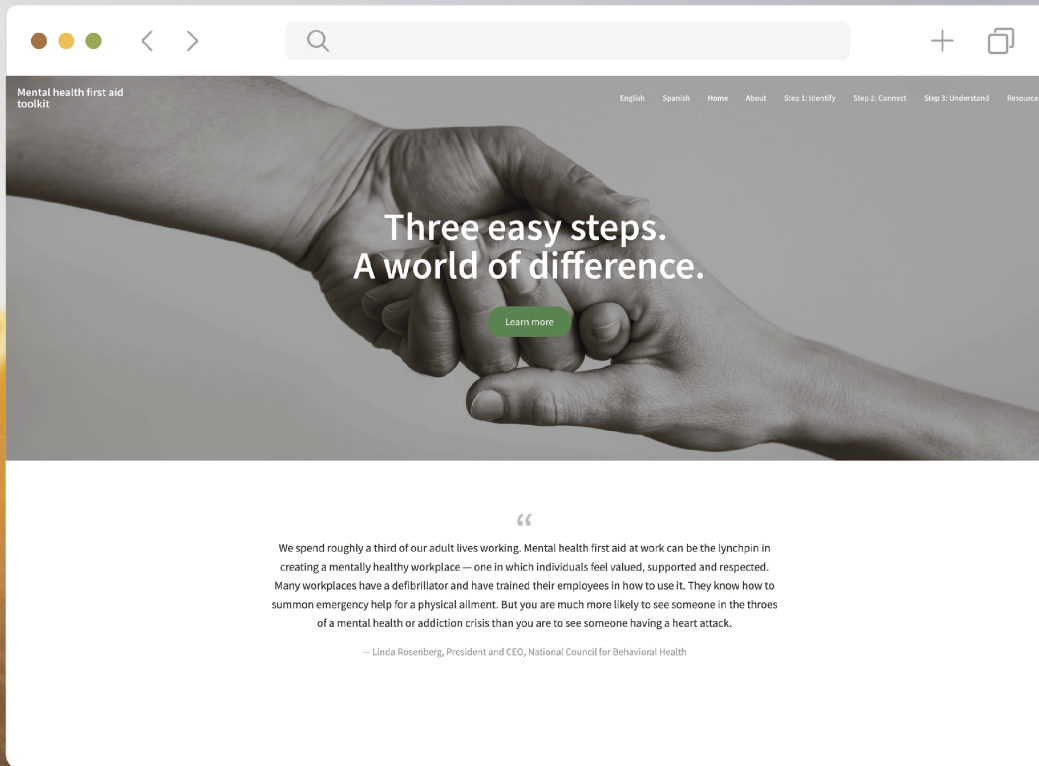 Mental health first aid
toolkit
English Spanish Home About Step 1: Identify Step 2: Connect Step 3: Understand Resource
Three easy steps.
A world of difference.
Learn more
“
We spend roughly a third of our adult lives working. Mental health first aid at work can be the lynchpin in
creating a mentally healthy workplace — one in which individuals feel valued, supported and respected.
Many workplaces have a defibrillator and have trained their employees in how to use it. They know how to
summon emergency help for a physical ailment. But you are much more likely to see someone in the throes
of a mental health or addiction crisis than you are to see someone having a heart attack.
— Linda Rosenberg, President and CEO, National Council for Behavioral Health